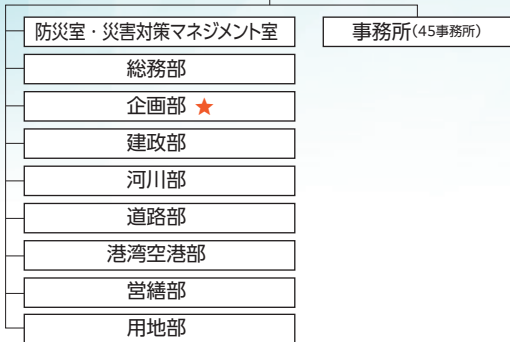 防災室・災害対策マネジメント室
事務所(45事務所)
総務部
企画部 ★
建政部
河川部
道路部
港湾空港部
営繕部
用地部